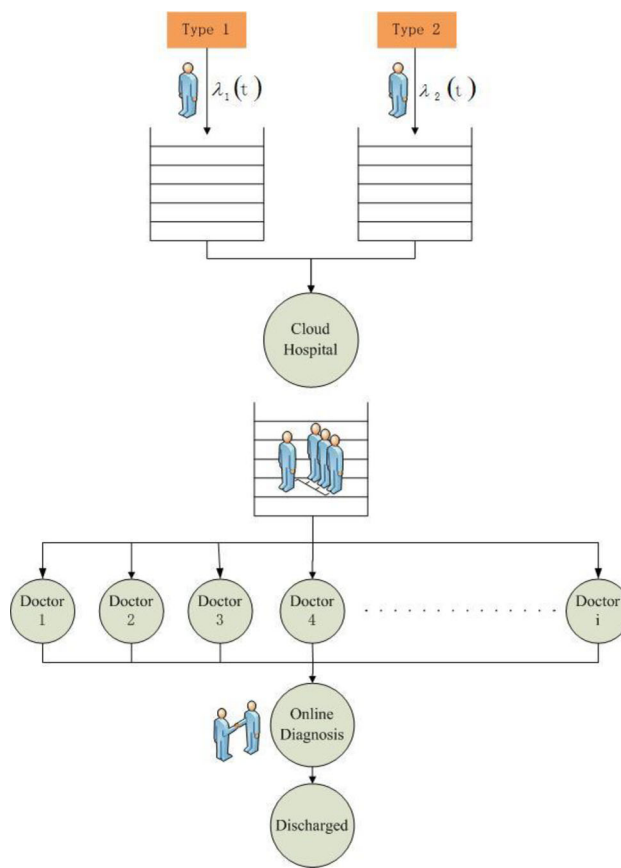 Type 1
Type 2
λ₁(t)
λ₂(t)
Cloud
Hospital
Doctor
1
Doctor
2
Doctor
3
Doctor
4
. . . . . . . . . . . . . . .
Doctor
i
Online
Diagnosis
Discharged